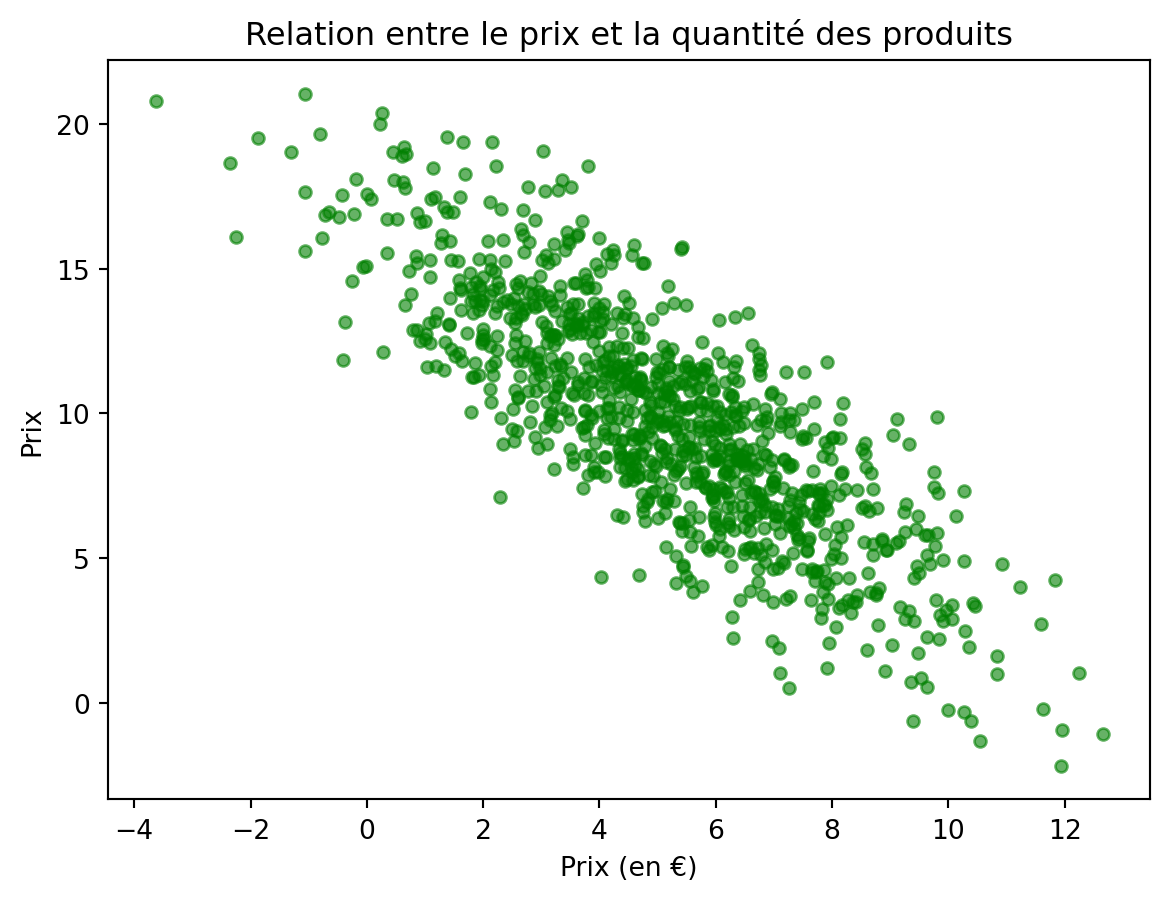 Relation entre le prix et la quantité des produits
20
15
10
5
0
Prix
−4 −2 0 2 4 6 8 10 12
Prix (en €)